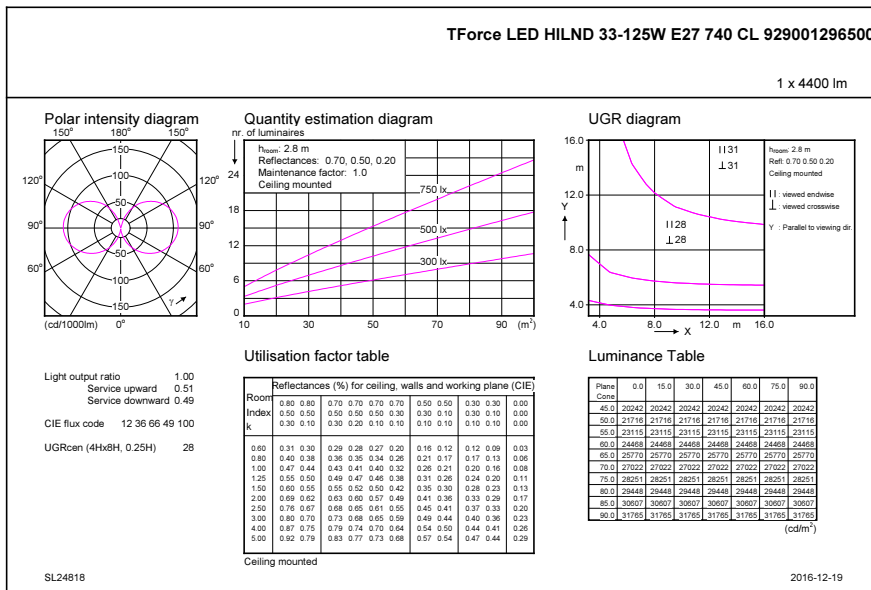 TForce LED HILND 33-125W E27 740 CL 929001296500
1 x 4400 lm
Polar intensity diagram
150° 180° 150°
120° 120°
90° 90°
60° 60°
150
100
50
50
100
150
γ
(cd/1000lm) 0°
Light output ratio 1.00
Service upward 0.51
Service downward 0.49
CIE flux code 12 36 66 49 100
UGRcen (4Hx8H, 0.25H) 28
Quantity estimation diagram
nr. of luminaires
hroom: 2.8 m
Reflectances: 0.70, 0.50, 0.20
Maintenance factor: 1.0
Ceiling mounted
24
18
12
6
0
750 lx
500 lx
300 lx
10 30 50 70 90 (m²)
UGR diagram
16.0
m
12.0
Y
8.0
4.0
II31
⊥31
II28
⊥28
4.0 8.0 12.0 m 16.0
X
hroom: 2.8 m
Refl: 0.70 0.50 0.20
Ceiling mounted
II : viewed endwise
⊥ : viewed crosswise
Y : Parallel to viewing dir.
Utilisation factor table
Room Index k
Reflectances (%) for ceiling, walls and working plane (CIE)
0.80 0.80 0.70 0.70 0.70 0.70 0.50 0.50 0.30 0.30 0.00
0.50 0.50 0.50 0.50 0.50 0.30 0.30 0.10 0.30 0.10 0.00
0.30 0.10 0.30 0.20 0.10 0.10 0.10 0.10 0.10 0.10 0.00
0.60 0.31 0.30 0.29 0.28 0.27 0.20 0.16 0.12 0.12 0.09 0.03
0.80 0.40 0.38 0.36 0.35 0.34 0.26 0.21 0.17 0.17 0.13 0.06
1.00 0.47 0.44 0.43 0.41 0.40 0.32 0.26 0.21 0.20 0.16 0.08
1.25 0.55 0.50 0.49 0.47 0.46 0.38 0.31 0.26 0.24 0.20 0.11
1.50 0.60 0.55 0.55 0.52 0.50 0.42 0.35 0.30 0.28 0.23 0.13
2.00 0.69 0.62 0.63 0.60 0.57 0.49 0.41 0.36 0.33 0.29 0.17
2.50 0.76 0.67 0.68 0.65 0.61 0.55 0.45 0.41 0.37 0.33 0.20
3.00 0.80 0.70 0.73 0.68 0.65 0.59 0.49 0.44 0.40 0.36 0.23
4.00 0.87 0.75 0.79 0.74 0.70 0.64 0.54 0.50 0.44 0.41 0.26
5.00 0.92 0.79 0.83 0.77 0.73 0.68 0.57 0.54 0.47 0.44 0.29
Ceiling mounted
Luminance Table
Plane Cone 0.0 15.0 30.0 45.0 60.0 75.0 90.0
45.0 20242 20242 20242 20242 20242 20242 20242
50.0 21716 21716 21716 21716 21716 21716 21716
55.0 23115 23115 23115 23115 23115 23115 23115
60.0 24468 24468 24468 24468 24468 24468 24468
65.0 25770 25770 25770 25770 25770 25770 25770
70.0 27022 27022 27022 27022 27022 27022 27022
75.0 28251 28251 28251 28251 28251 28251 28251
80.0 29448 29448 29448 29448 29448 29448 29448
85.0 30607 30607 30607 30607 30607 30607 30607
90.0 31765 31765 31765 31765 31765 31765 31765
(cd/m²)
SL24818
2016-12-19